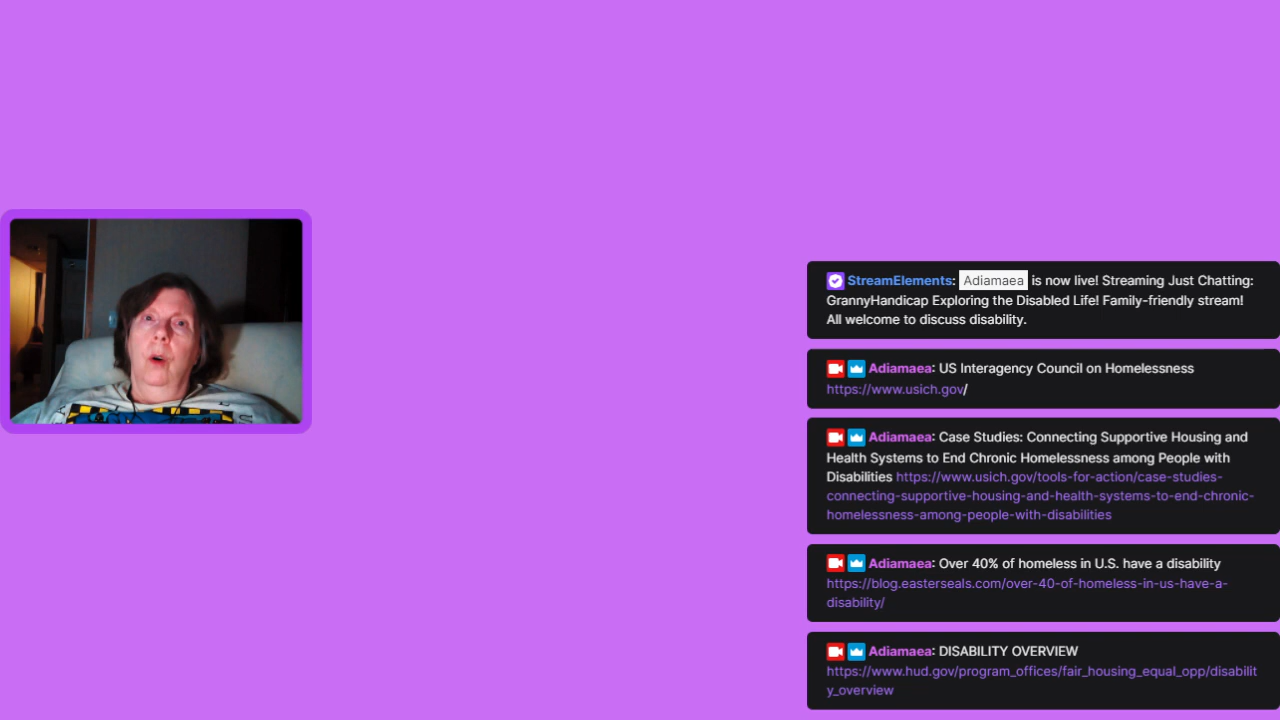 StreamElements: Adiamaea is now live! Streaming Just Chatting:
GrannyHandicap Exploring the Disabled Life! Family-friendly stream!
All welcome to discuss disability.
Adiamaea: US Interagency Council on Homelessness
https://www.usich.gov/
Adiamaea: Case Studies: Connecting Supportive Housing and
Health Systems to End Chronic Homelessness among People with
Disabilities https://www.usich.gov/tools-for-action/case-studies-
connecting-supportive-housing-and-health-systems-to-end-chronic-
homelessness-among-people-with-disabilities
Adiamaea: Over 40% of homeless in U.S. have a disability
https://blog.easterseals.com/over-40-of-homeless-in-us-have-a-
disability/
Adiamaea: DISABILITY OVERVIEW
https://www.hud.gov/program_offices/fair_housing_equal_opp/disabilit
y_overview